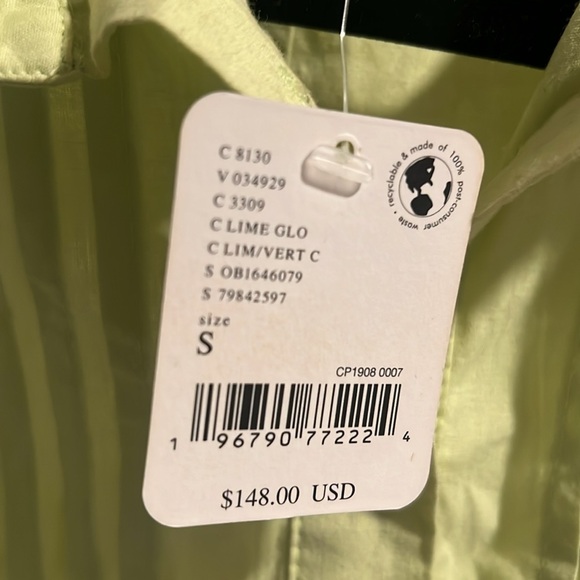 C 8130
V 034929
C 3309
C LIME GLO
C LIM/VERT C
S OB1646079
S 79842597
size
S
recyclable & made of 100% post-consumer waste •
CP1908 0007
1 96790 77222 4
$148.00 USD